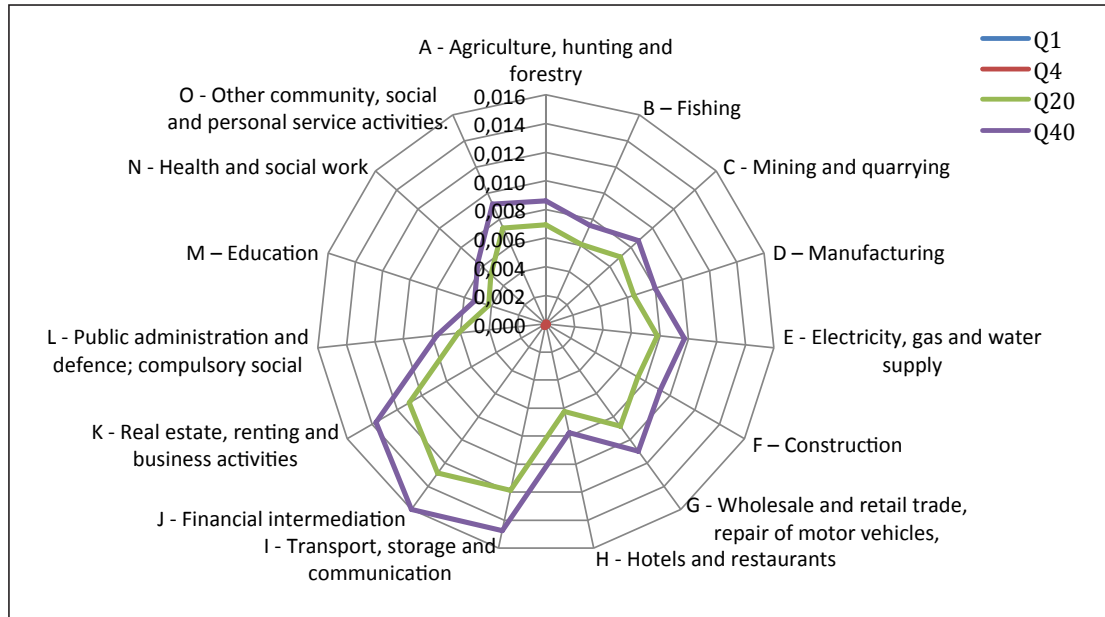 A - Agriculture, hunting and
forestry
B – Fishing
C - Mining and quarrying
D – Manufacturing
E - Electricity, gas and water
supply
F – Construction
G - Wholesale and retail trade,
repair of motor vehicles,
H - Hotels and restaurants
I - Transport, storage and
communication
J - Financial intermediation
K - Real estate, renting and
business activities
L - Public administration and
defence; compulsory social
M – Education
N - Health and social work
O - Other community, social
and personal service activities.
0,016
0,014
0,012
0,010
0,008
0,006
0,004
0,002
0,000
Q1
Q4
Q20
Q40